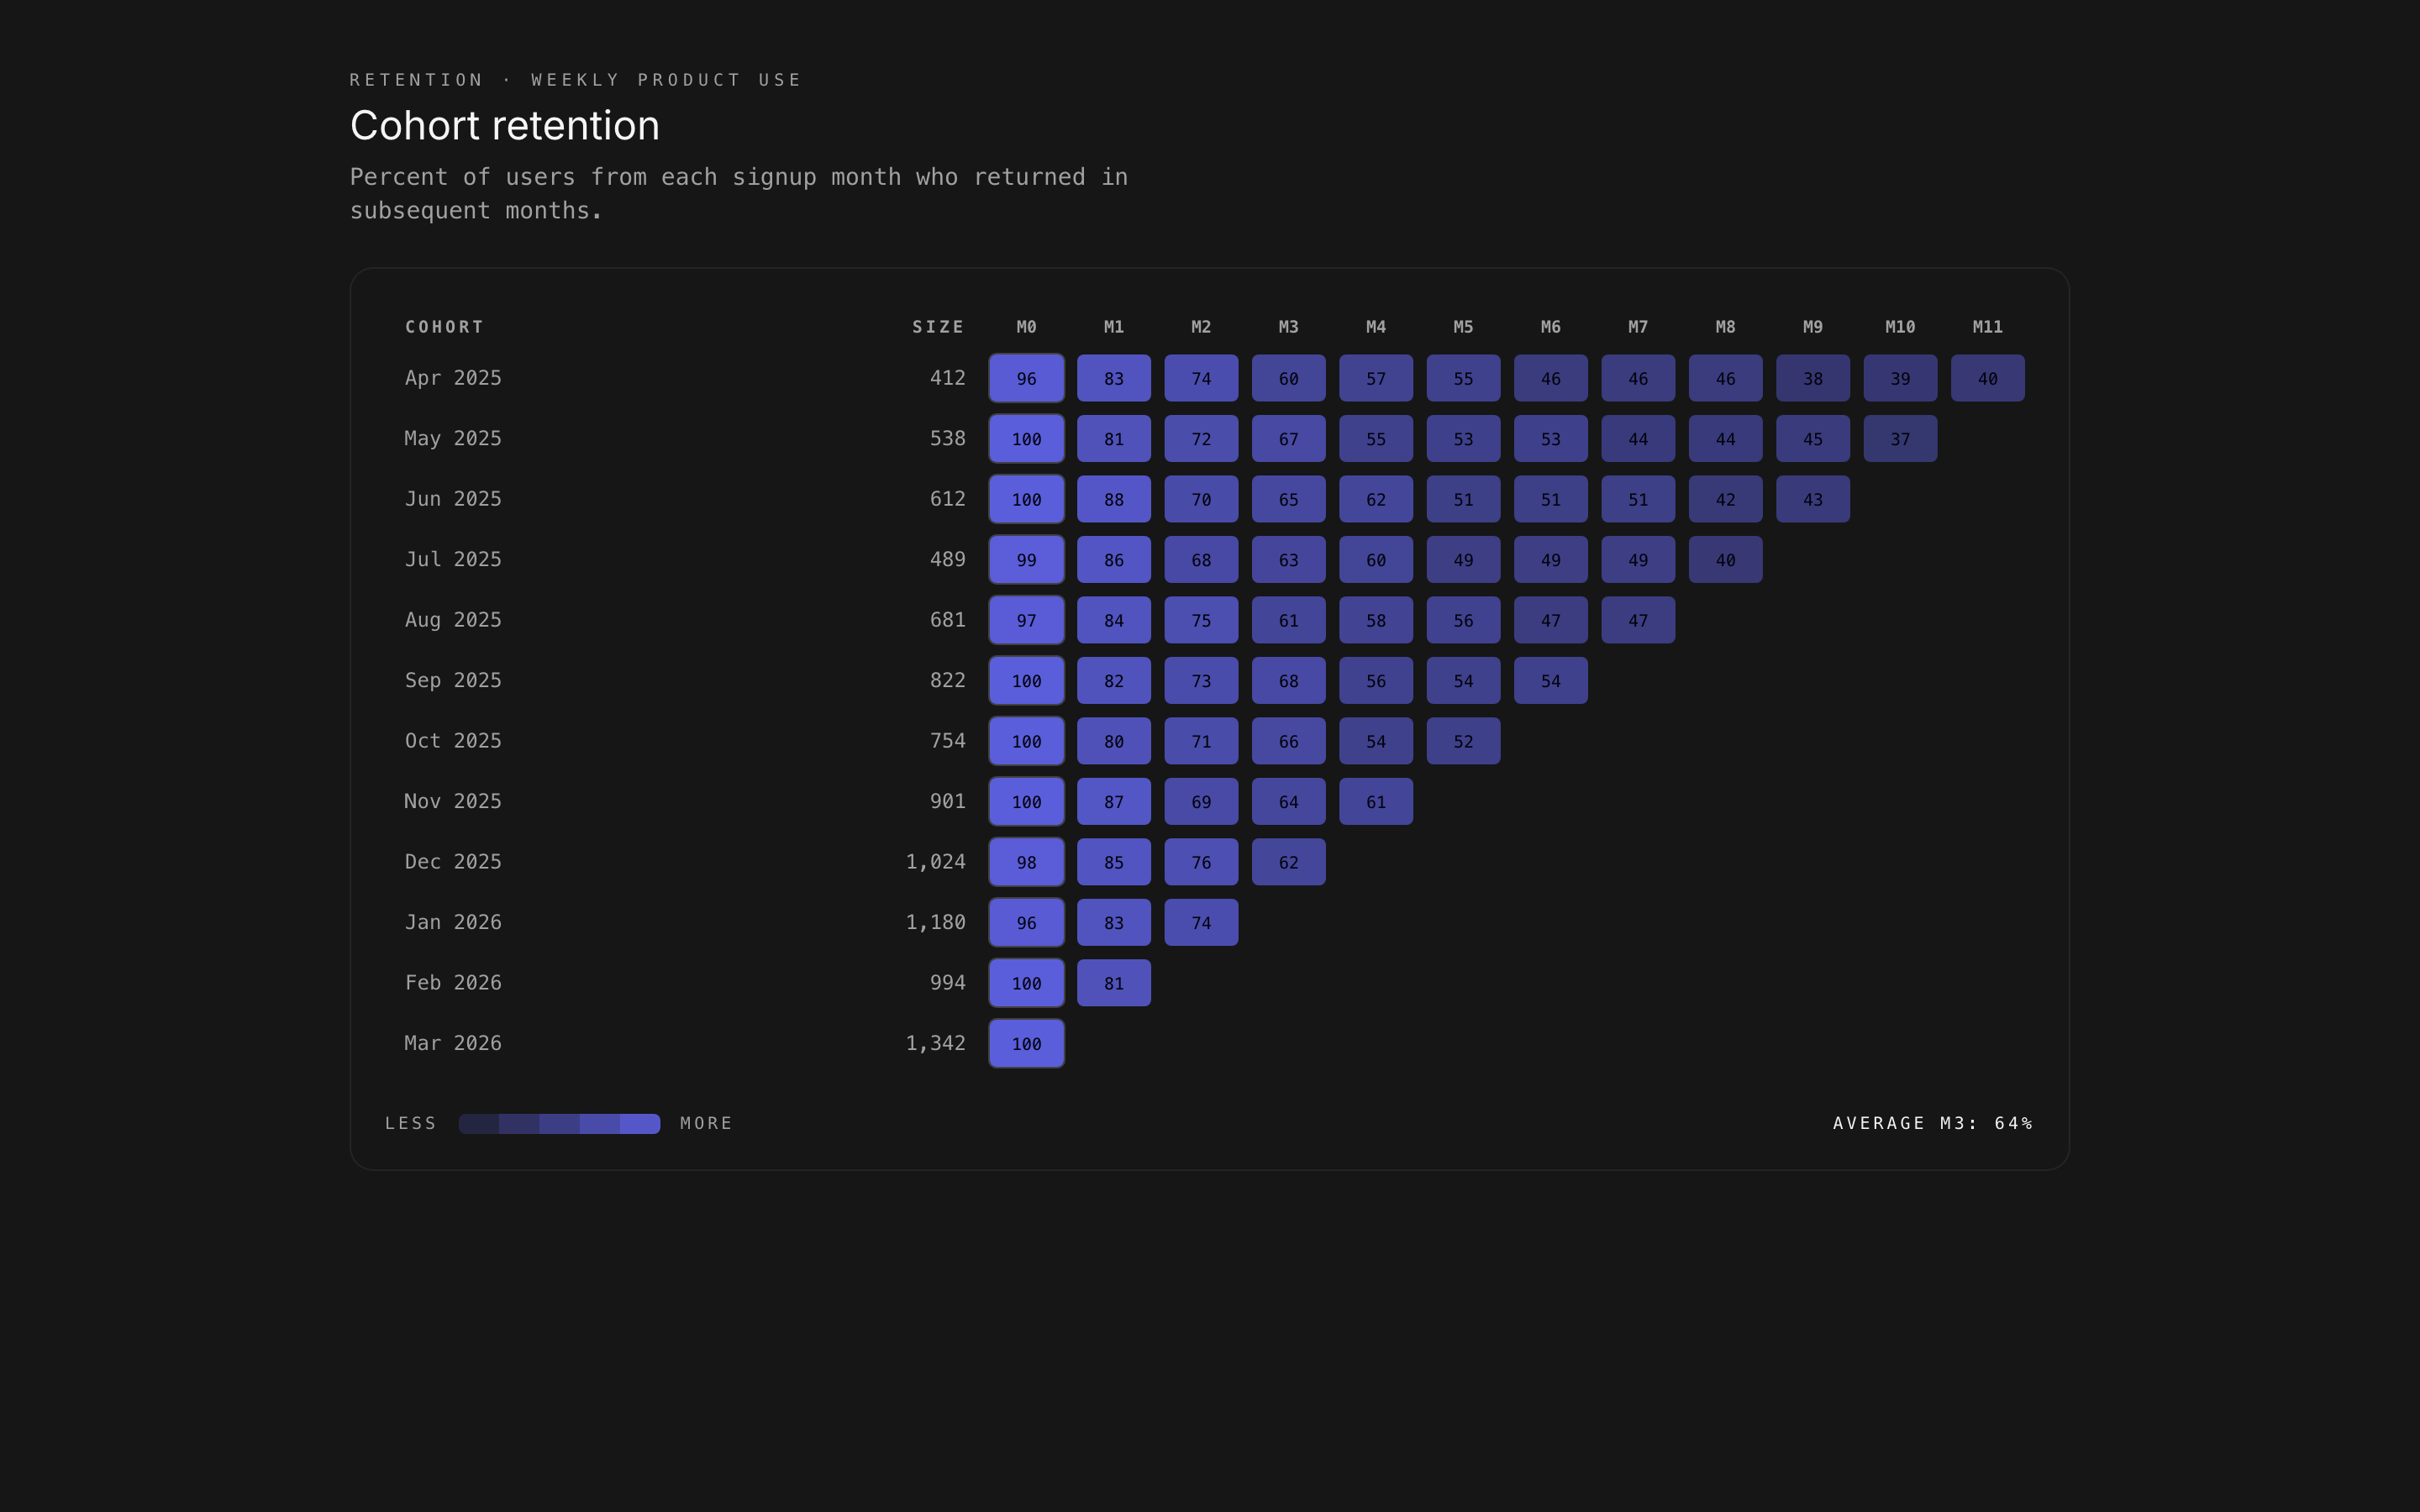 RETENTION · WEEKLY PRODUCT USE
Cohort retention
Percent of users from each signup month who returned in
subsequent months.
COHORT SIZE M0 M1 M2 M3 M4 M5 M6 M7 M8 M9 M10 M11
Apr 2025 412 96 83 74 60 57 55 46 46 46 38 39 40
May 2025 538 100 81 72 67 55 53 53 44 44 45 37
Jun 2025 612 100 88 70 65 62 51 51 51 42 43
Jul 2025 489 99 86 68 63 60 49 49 49 40
Aug 2025 681 97 84 75 61 58 56 47 47
Sep 2025 822 100 82 73 68 56 54 54
Oct 2025 754 100 80 71 66 54 52
Nov 2025 901 100 87 69 64 61
Dec 2025 1,024 98 85 76 62
Jan 2026 1,180 96 83 74
Feb 2026 994 100 81
Mar 2026 1,342 100
LESS MORE AVERAGE M3: 64%